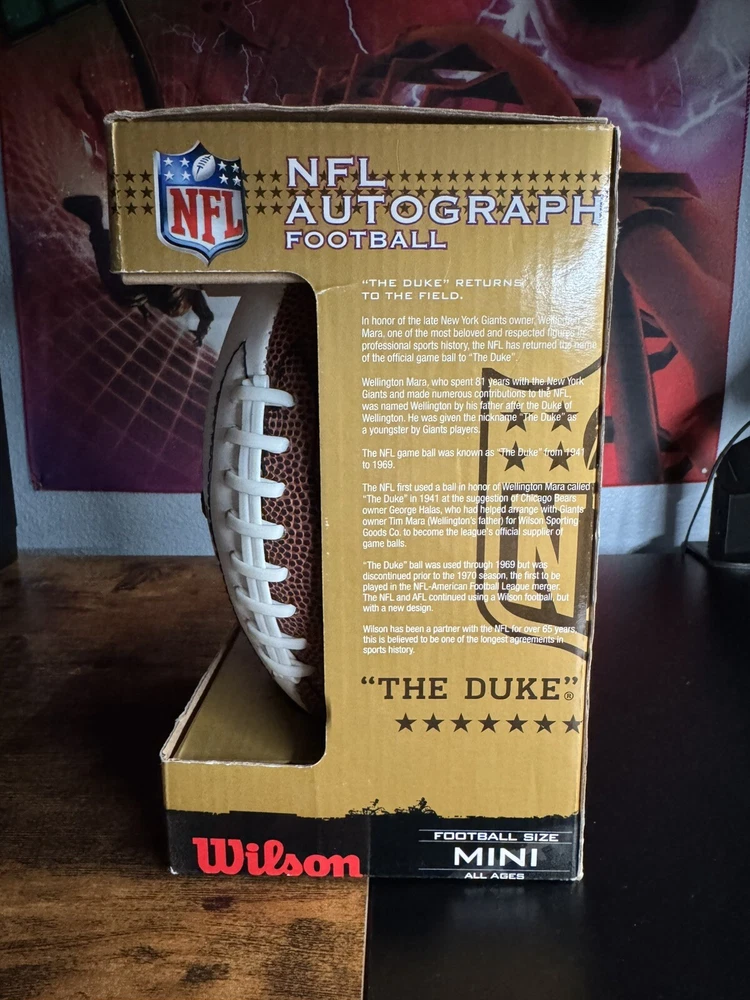 NFL
NFL
AUTOGRAPH
FOOTBALL
"THE DUKE" RETURNS
TO THE FIELD.
In honor of the late New York Giants owner, Wellington
Mara, one of the most beloved and respected figures in
professional sports history, the NFL has returned the name
of the official game ball to "The Duke".
Wellington Mara, who spent 81 years with the New York
Giants and made numerous contributions to the NFL,
was named Wellington by his father after the Duke of
Wellington. He was given the nickname "The Duke" as
a youngster by Giants players.
The NFL game ball was known as "The Duke" from 1941
to 1969.
The NFL first used a ball in honor of Wellington Mara called
"The Duke" in 1941 at the suggestion of Chicago Bears
owner George Halas, who had helped arrange with Giants
owner Tim Mara (Wellington's father) for Wilson Sporting
Goods Co. to become the league's official supplier of
game balls.
"The Duke" ball was used through 1969 but was
discontinued prior to the 1970 season, the first to be
played in the NFL-American Football League merger.
The NFL and AFL continued using a Wilson football, but
with a new design.
Wilson has been a partner with the NFL for over 65 years,
this is believed to be one of the longest agreements in
sports history.
"THE DUKE"®
Wilson
FOOTBALL SIZE
MINI
ALL AGES